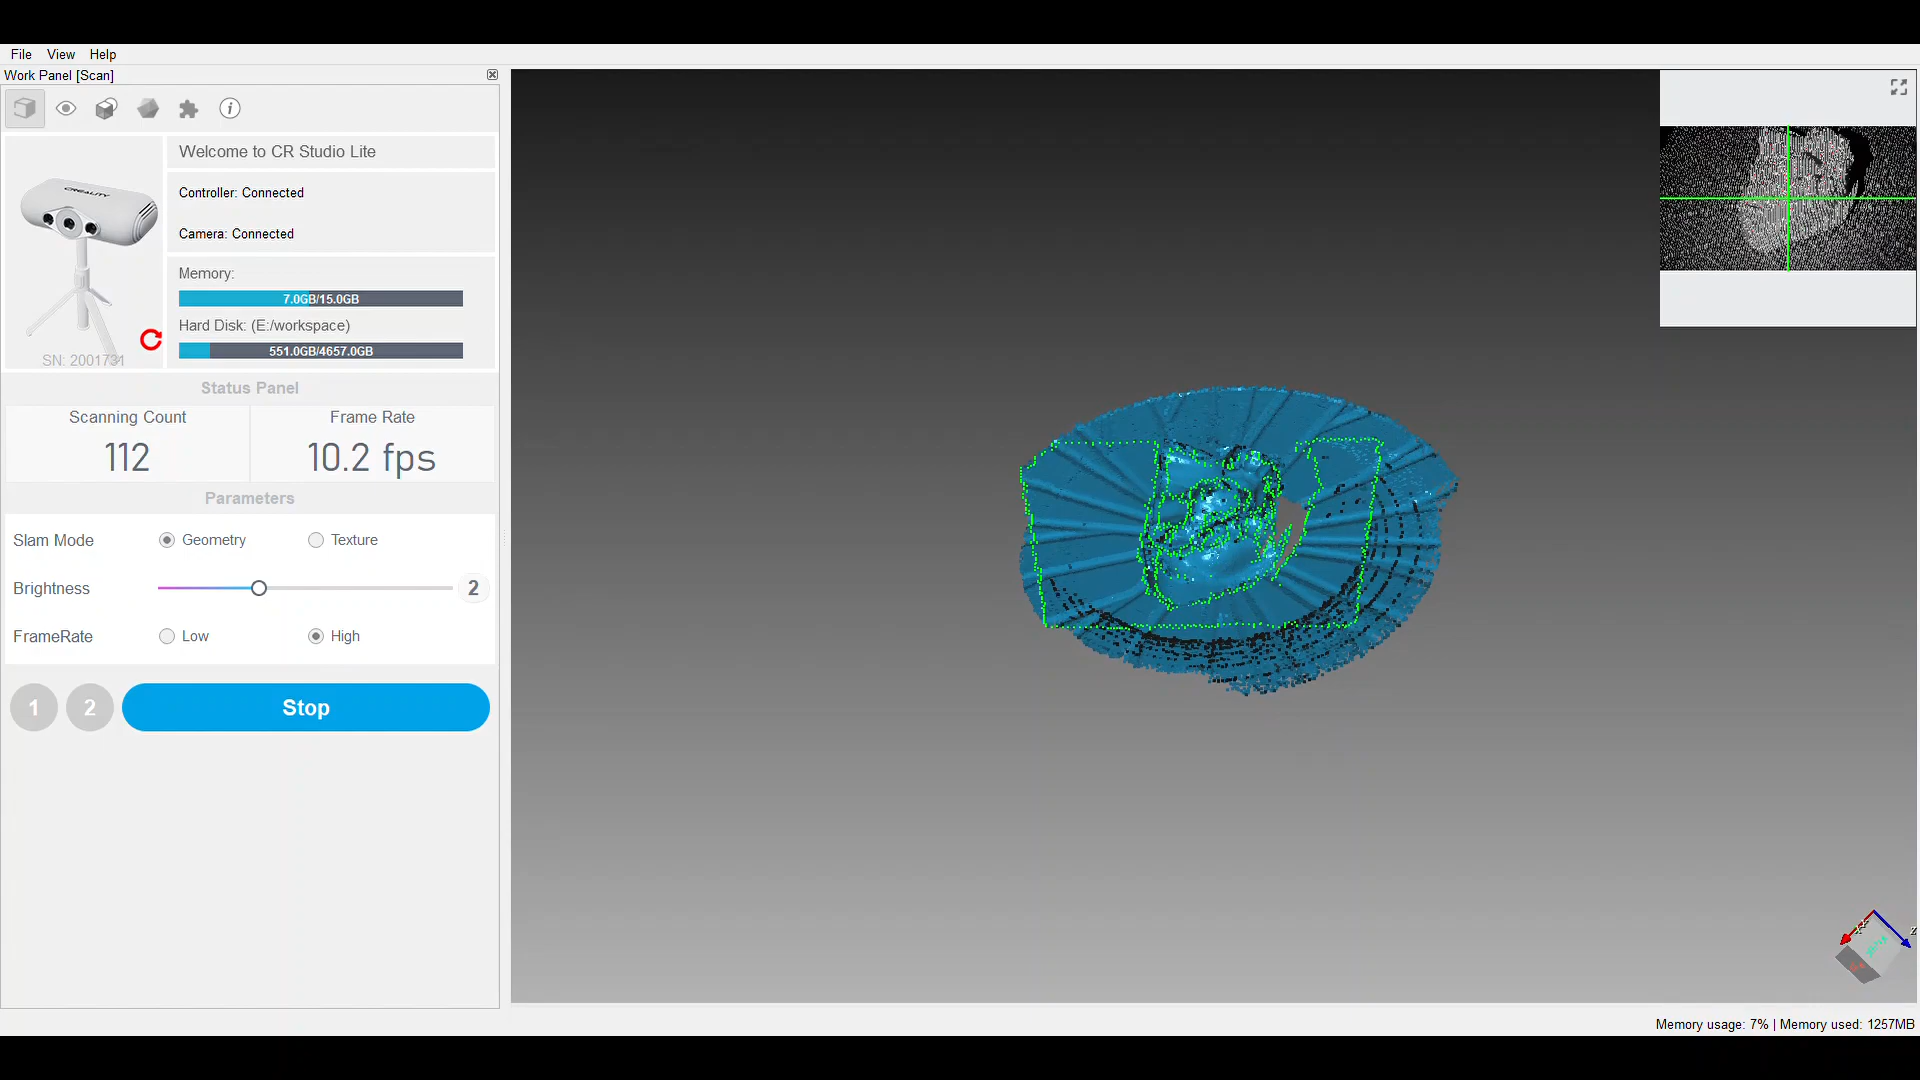 File View Help
Work Panel [Scan]
Welcome to CR Studio Lite
CREALITY
Controller: Connected
Camera: Connected
Memory:
7.0GB/15.0GB
Hard Disk: (E:/workspace)
551.0GB/4657.0GB
SN: 2001731
Status Panel
Scanning Count Frame Rate
112 10.2 fps
Parameters
Slam Mode Geometry Texture
Brightness 2
FrameRate Low High
1 2 Stop
Memory usage: 7% | Memory used: 1257MB